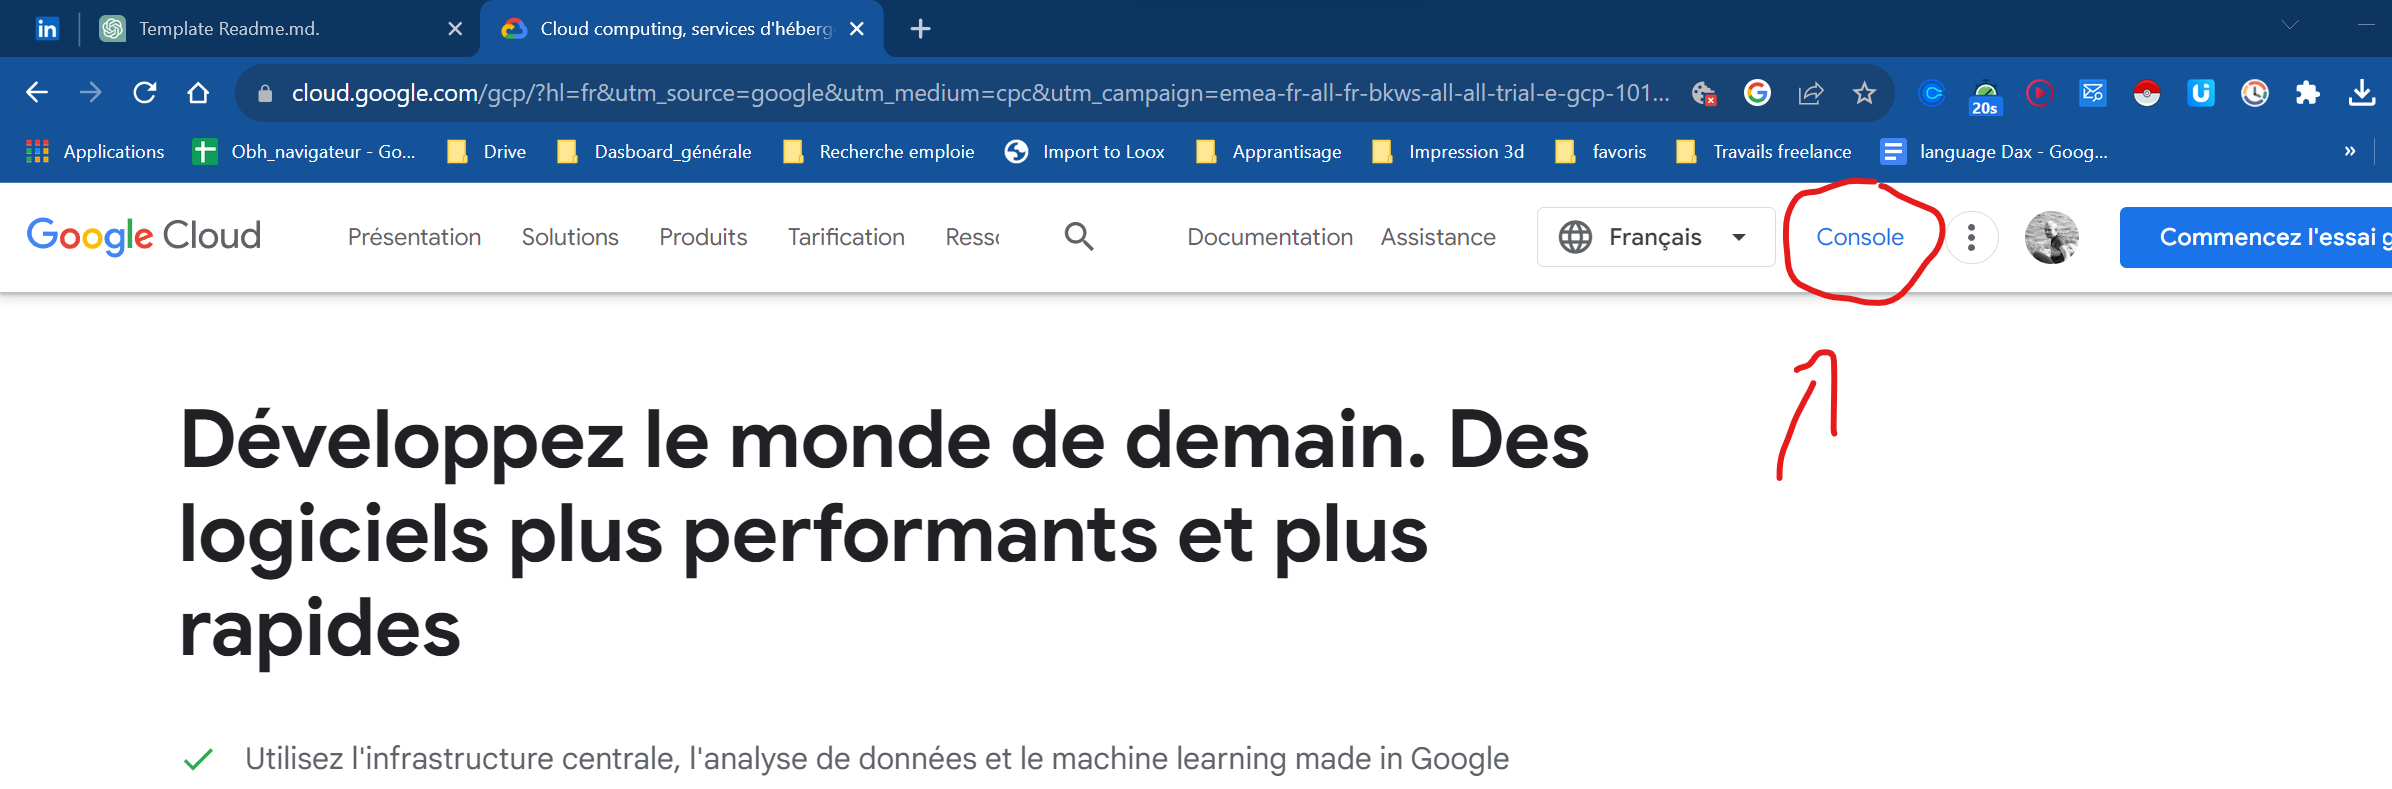 in
Template Readme.md.
Cloud computing, services d'héberg
cloud.google.com/gcp/?hl=fr&utm_source=google&utm_medium=cpc&utm_campaign=emea-fr-all-fr-bkws-all-all-trial-e-gcp-101...
20s
Applications
Obh_navigateur - Go...
Drive
Dasboard_générale
Recherche emploie
Import to Loox
Apprantisage
Impression 3d
favoris
Travails freelance
language Dax - Goog...
»
Google Cloud
Présentation
Solutions
Produits
Tarification
Resso
Documentation
Assistance
Français
Console
Commencez l'essai g
Développez le monde de demain. Des
logiciels plus performants et plus
rapides
Utilisez l'infrastructure centrale, l'analyse de données et le machine learning made in Google